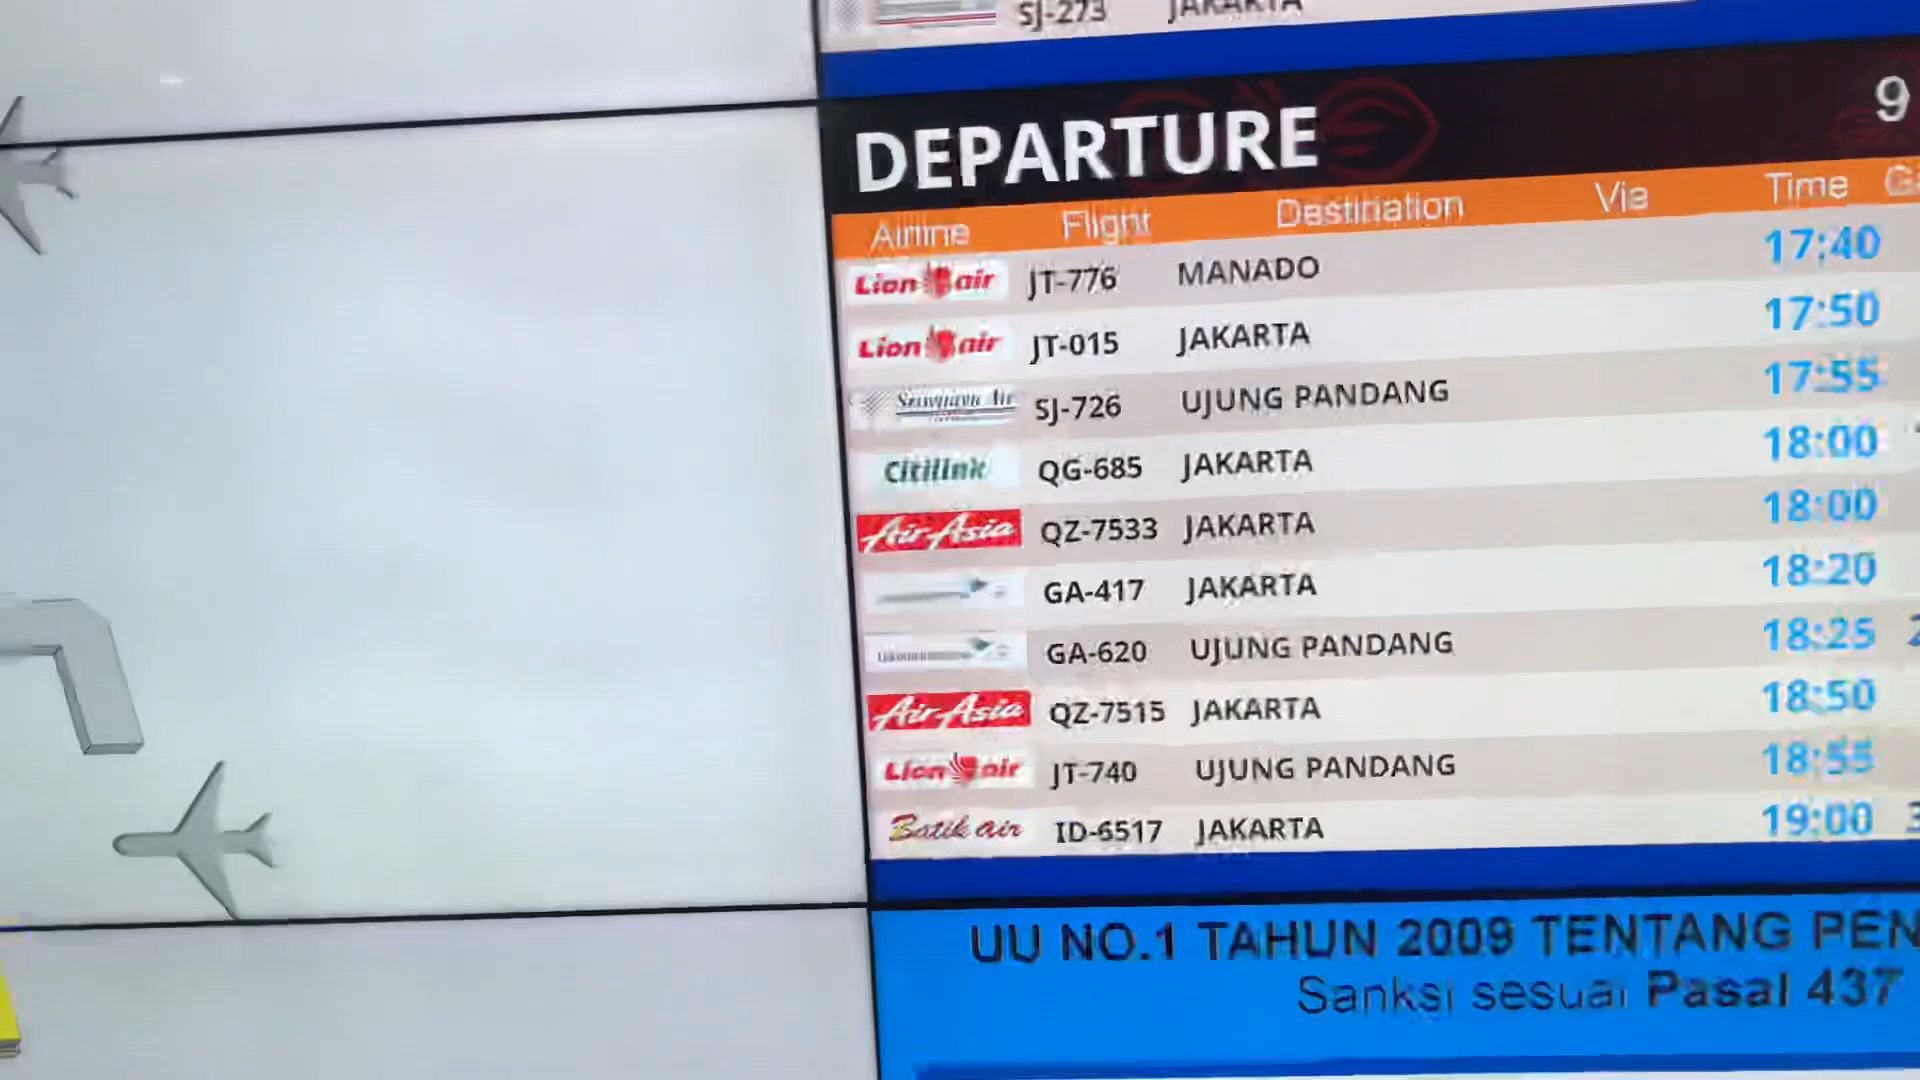 SJ-273 JAKARTA
DEPARTURE 9
Airline Flight Destination Via Time
Lion air JT-776 MANADO 17:40
Lion air JT-015 JAKARTA 17:50
Sriwijaya Air SJ-726 UJUNG PANDANG 17:55
Citilink QG-685 JAKARTA 18:00
AirAsia QZ-7533 JAKARTA 18:00
GA-417 JAKARTA 18:20
GA-620 UJUNG PANDANG 18:25 2
AirAsia QZ-7515 JAKARTA 18:50
Lion air JT-740 UJUNG PANDANG 18:55
Batik air ID-6517 JAKARTA 19:00 3
UU NO.1 TAHUN 2009 TENTANG PEN
Sanksi sesuai Pasal 437